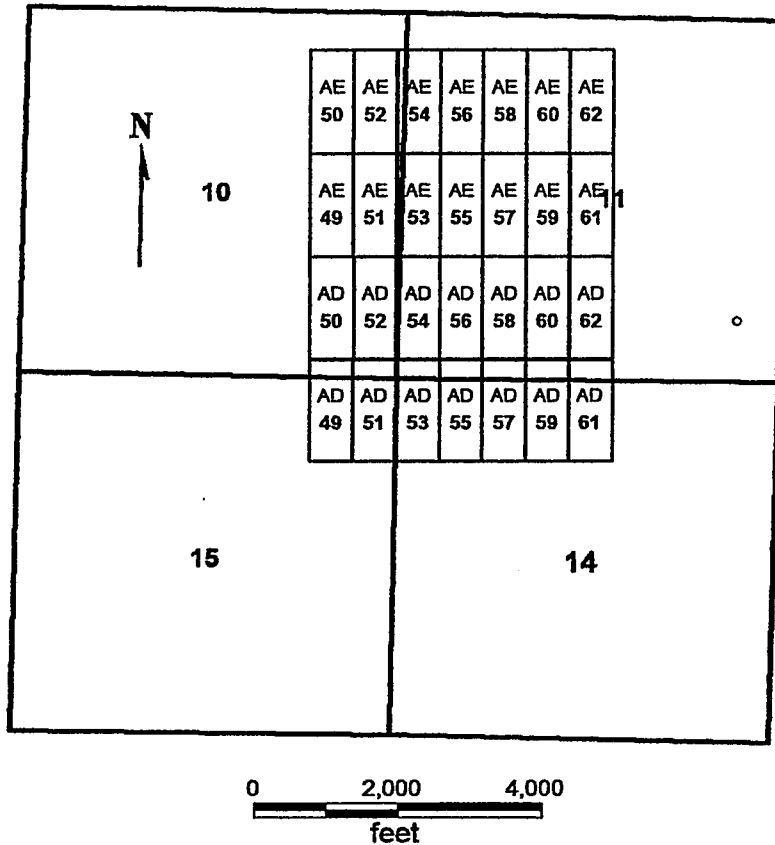 AE AE AE AE AE AE AE
50 52 54 56 58 60 62
N
10
AE AE AE AE AE AE AE
11
49 51 53 55 57 59 61
AD AD AD AD AD AD AD
50 52 54 56 58 60 62
AD AD AD AD AD AD AD
49 51 53 55 57 59 61
15
14
0 2,000 4,000
feet